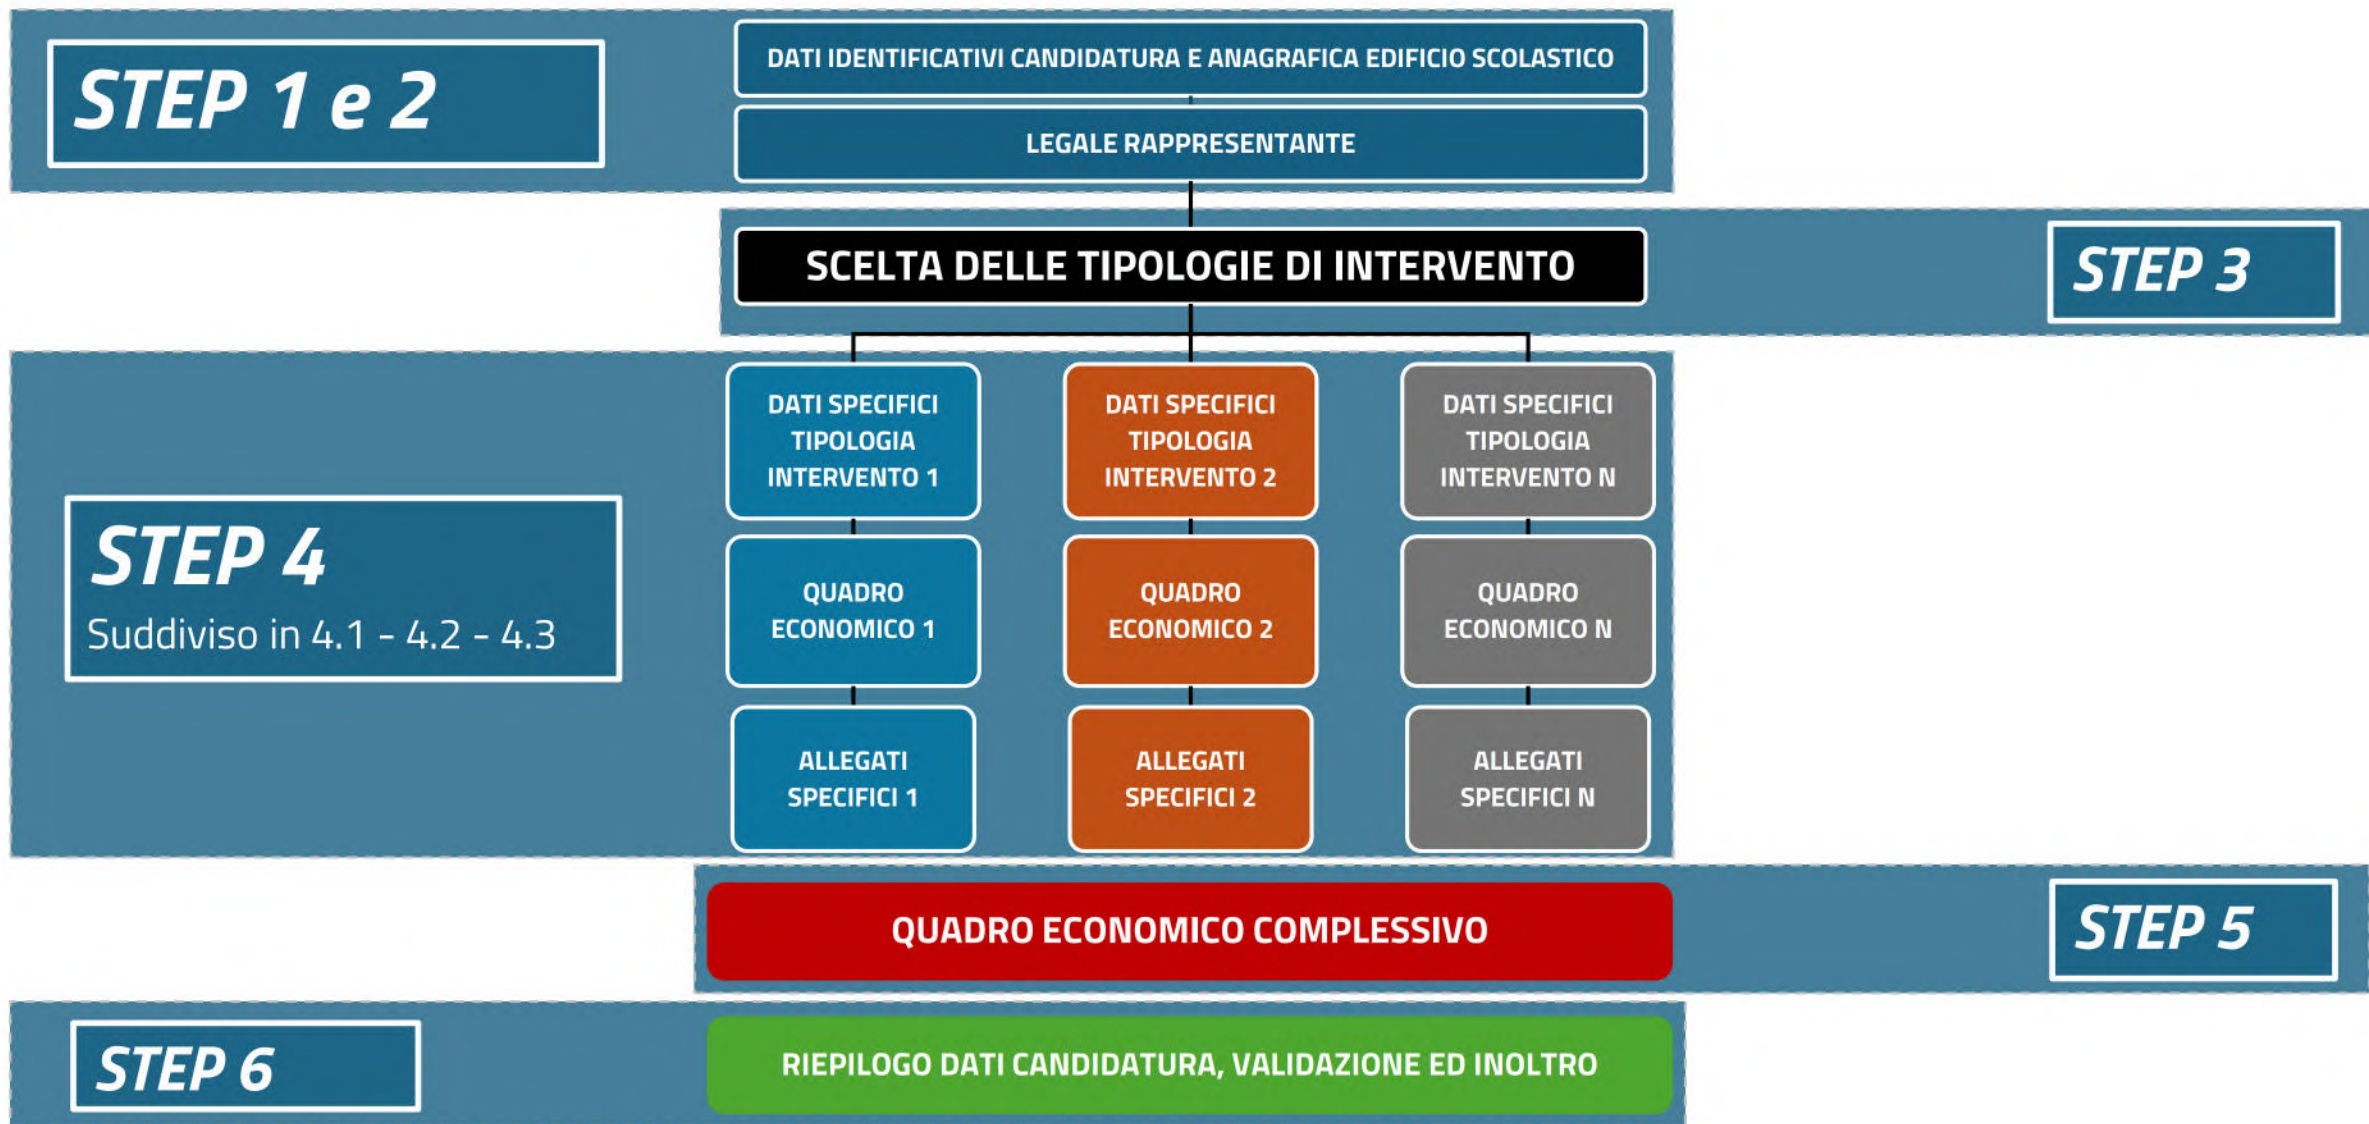 STEP 1 e 2
DATI IDENTIFICATIVI CANDIDATURA E ANAGRAFICA EDIFICIO SCOLASTICO
LEGALE RAPPRESENTANTE
SCELTA DELLE TIPOLOGIE DI INTERVENTO
STEP 3
STEP 4
Suddiviso in 4.1 - 4.2 - 4.3
DATI SPECIFICI
TIPOLOGIA
INTERVENTO 1
DATI SPECIFICI
TIPOLOGIA
INTERVENTO 2
DATI SPECIFICI
TIPOLOGIA
INTERVENTO N
QUADRO
ECONOMICO 1
QUADRO
ECONOMICO 2
QUADRO
ECONOMICO N
ALLEGATI
SPECIFICI 1
ALLEGATI
SPECIFICI 2
ALLEGATI
SPECIFICI N
QUADRO ECONOMICO COMPLESSIVO
STEP 5
STEP 6
RIEPILOGO DATI CANDIDATURA, VALIDAZIONE ED INOLTRO